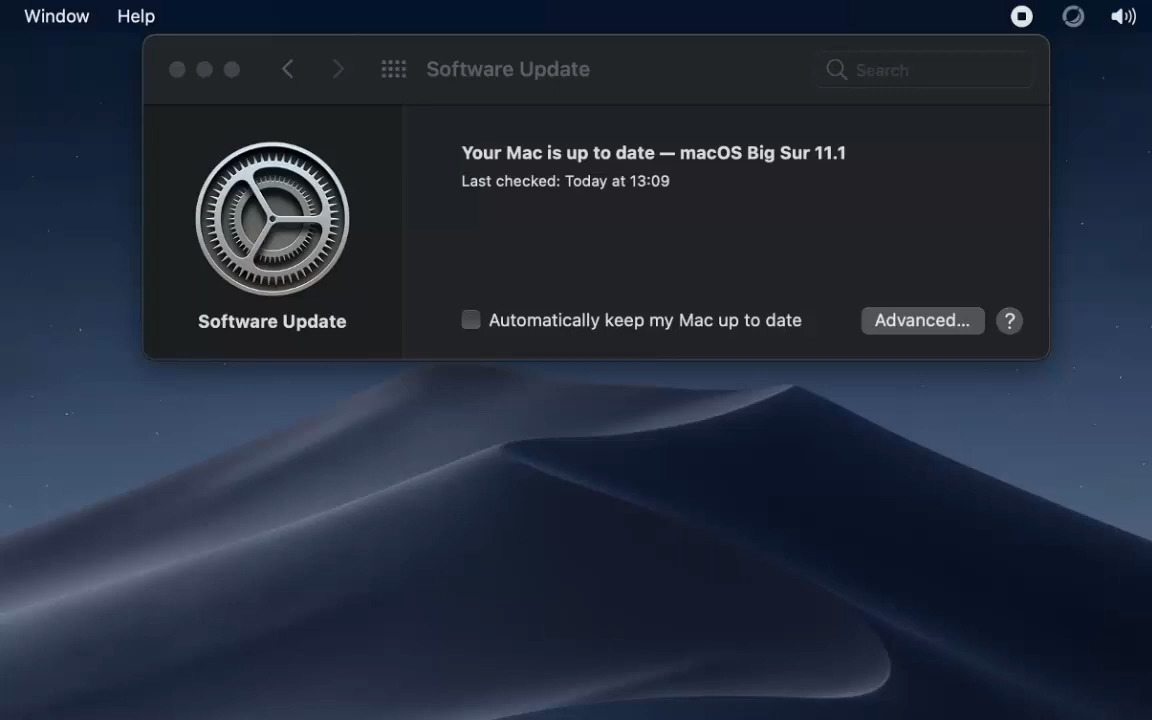 Window Help
Software Update
Search
Your Mac is up to date — macOS Big Sur 11.1
Last checked: Today at 13:09
Software Update
Automatically keep my Mac up to date
Advanced...
?